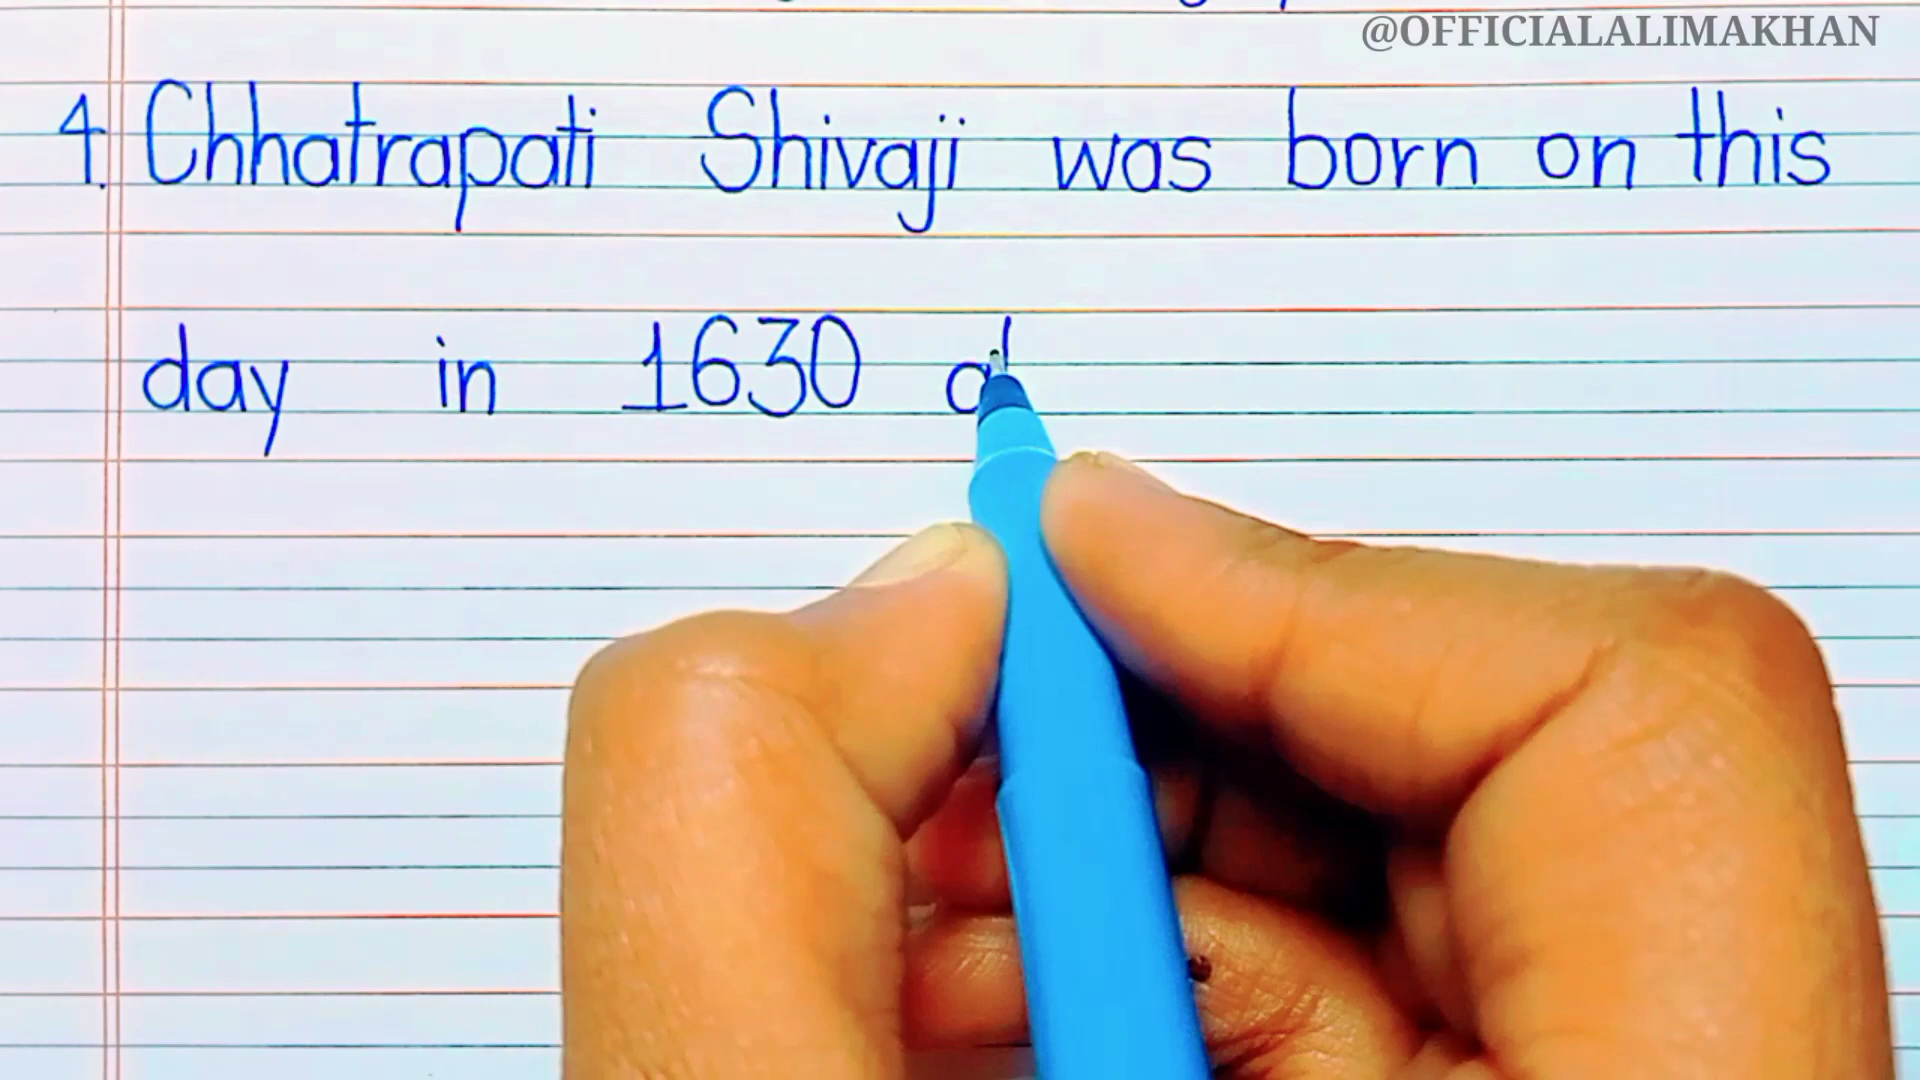 @OFFICIALALIMAKHAN
4. Chhatrapati Shivaji was born on this
day in 1630